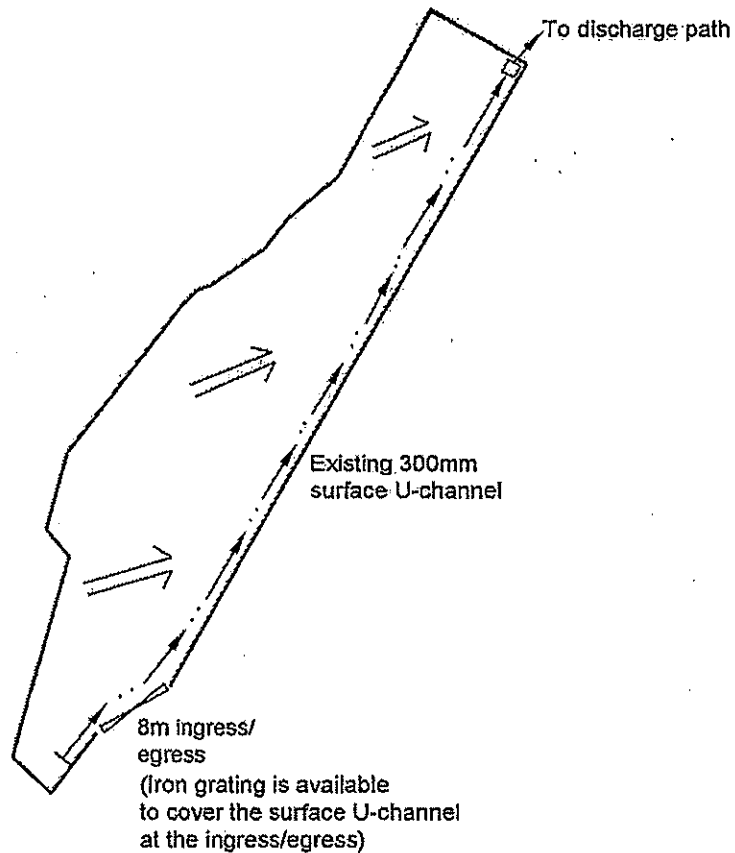 To discharge path
Existing 300mm
surface U-channel
8m ingress/
egress
(Iron grating is available
to cover the surface U-channel
at the ingress/egress)